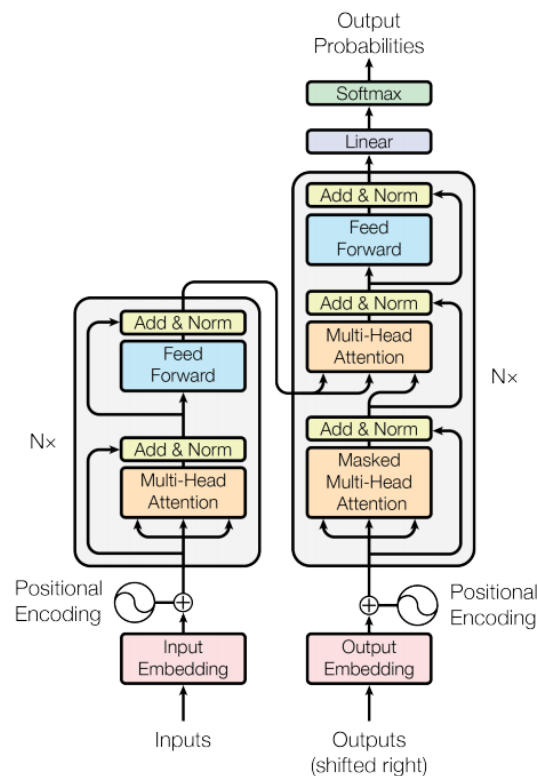 Output
Probabilities
Softmax
Linear
Add & Norm
Feed
Forward
Add & Norm
Multi-Head
Attention
N×
Add & Norm
Masked
Multi-Head
Attention
Add & Norm
Feed
Forward
N×
Add & Norm
Multi-Head
Attention
Positional
Encoding
Positional
Encoding
Input
Embedding
Output
Embedding
Inputs
Outputs
(shifted right)